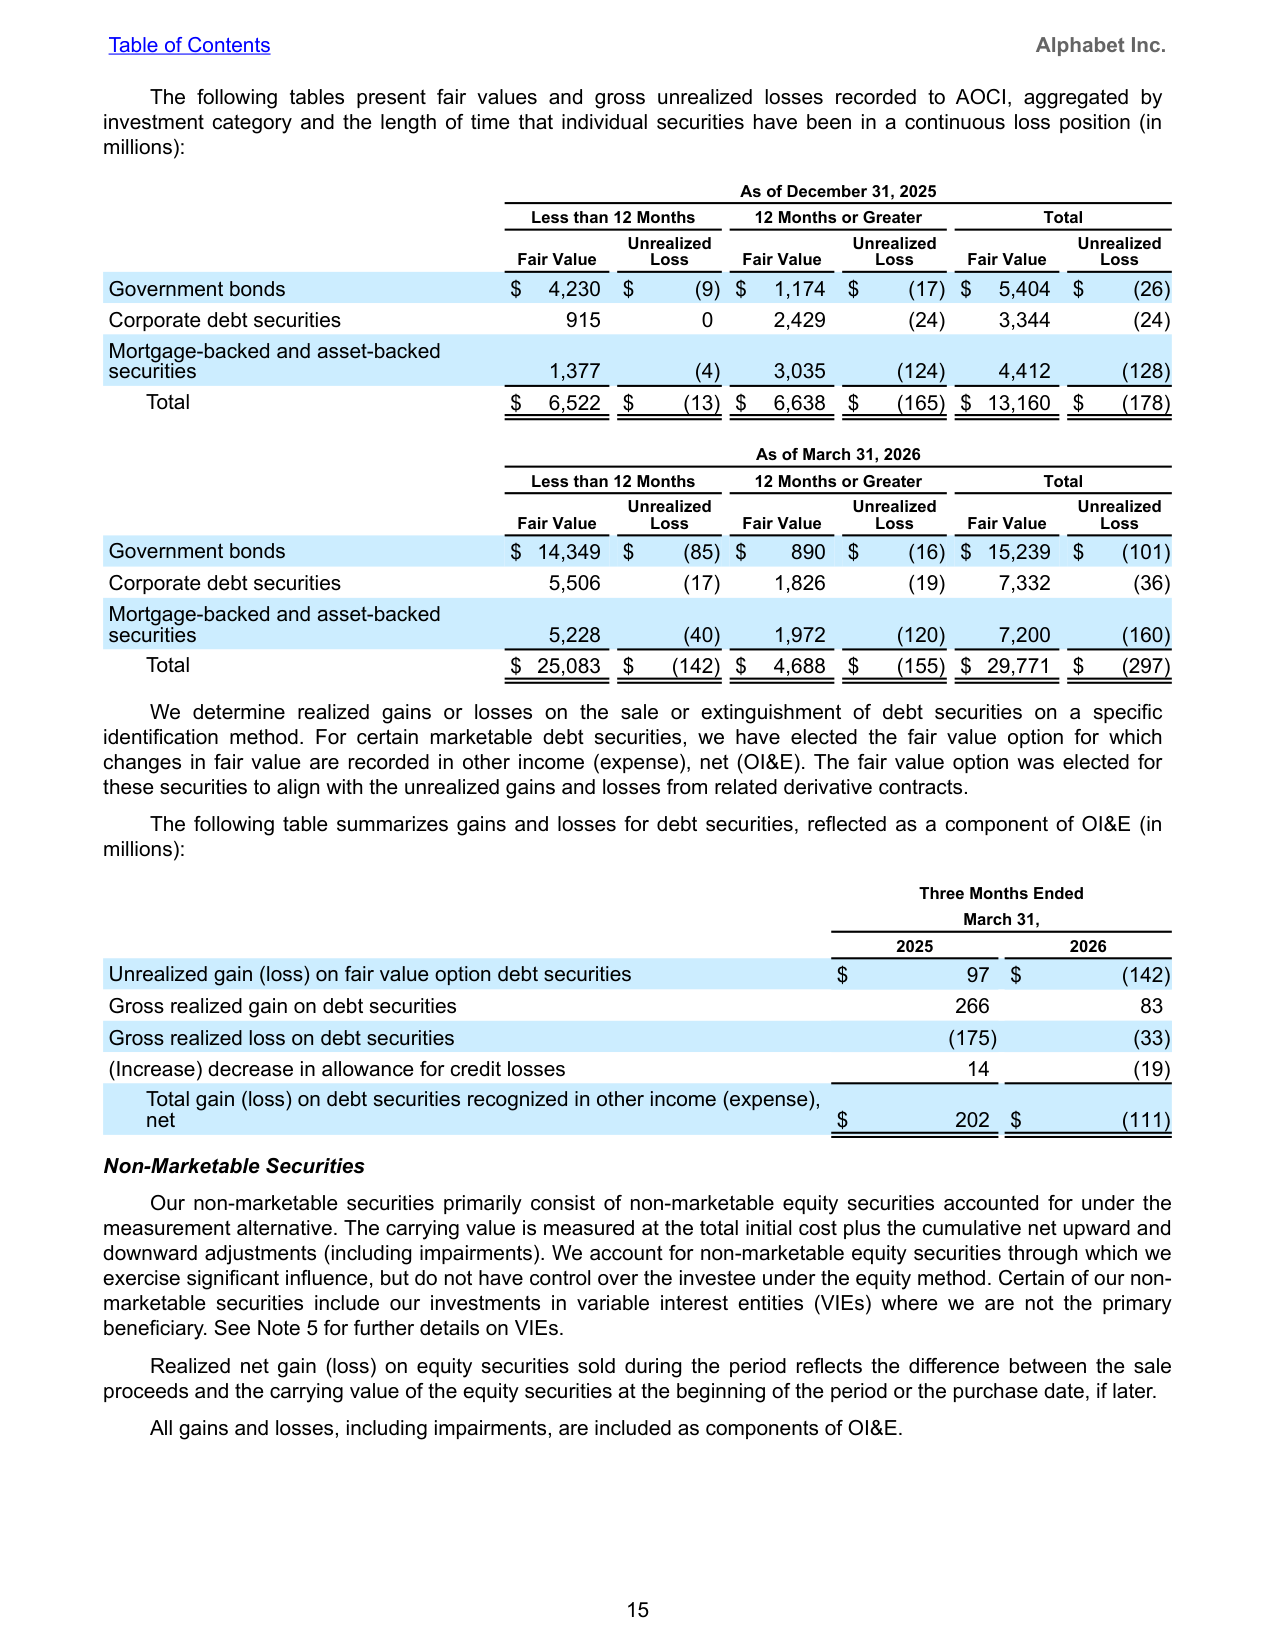 Table of Contents
Alphabet Inc.
The following tables present fair values and gross unrealized losses recorded to AOCI, aggregated by
investment category and the length of time that individual securities have been in a continuous loss position (in
millions):
As of December 31, 2025
Less than 12 Months 12 Months or Greater Total
Fair Value Unrealized Loss Fair Value Unrealized Loss Fair Value Unrealized Loss
Government bonds $ 4,230 $ (9) $ 1,174 $ (17) $ 5,404 $ (26)
Corporate debt securities 915 0 2,429 (24) 3,344 (24)
Mortgage-backed and asset-backed
securities 1,377 (4) 3,035 (124) 4,412 (128)
Total $ 6,522 $ (13) $ 6,638 $ (165) $ 13,160 $ (178)
As of March 31, 2026
Less than 12 Months 12 Months or Greater Total
Fair Value Unrealized Loss Fair Value Unrealized Loss Fair Value Unrealized Loss
Government bonds $ 14,349 $ (85) $ 890 $ (16) $ 15,239 $ (101)
Corporate debt securities 5,506 (17) 1,826 (19) 7,332 (36)
Mortgage-backed and asset-backed
securities 5,228 (40) 1,972 (120) 7,200 (160)
Total $ 25,083 $ (142) $ 4,688 $ (155) $ 29,771 $ (297)
We determine realized gains or losses on the sale or extinguishment of debt securities on a specific
identification method. For certain marketable debt securities, we have elected the fair value option for which
changes in fair value are recorded in other income (expense), net (OI&E). The fair value option was elected for
these securities to align with the unrealized gains and losses from related derivative contracts.
The following table summarizes gains and losses for debt securities, reflected as a component of OI&E (in
millions):
Three Months Ended
March 31,
2025 2026
Unrealized gain (loss) on fair value option debt securities $ 97 $ (142)
Gross realized gain on debt securities 266 83
Gross realized loss on debt securities (175) (33)
(Increase) decrease in allowance for credit losses 14 (19)
Total gain (loss) on debt securities recognized in other income (expense),
net $ 202 $ (111)
Non-Marketable Securities
Our non-marketable securities primarily consist of non-marketable equity securities accounted for under the
measurement alternative. The carrying value is measured at the total initial cost plus the cumulative net upward and
downward adjustments (including impairments). We account for non-marketable equity securities through which we
exercise significant influence, but do not have control over the investee under the equity method. Certain of our non-
marketable securities include our investments in variable interest entities (VIEs) where we are not the primary
beneficiary. See Note 5 for further details on VIEs.
Realized net gain (loss) on equity securities sold during the period reflects the difference between the sale
proceeds and the carrying value of the equity securities at the beginning of the period or the purchase date, if later.
All gains and losses, including impairments, are included as components of OI&E.
15